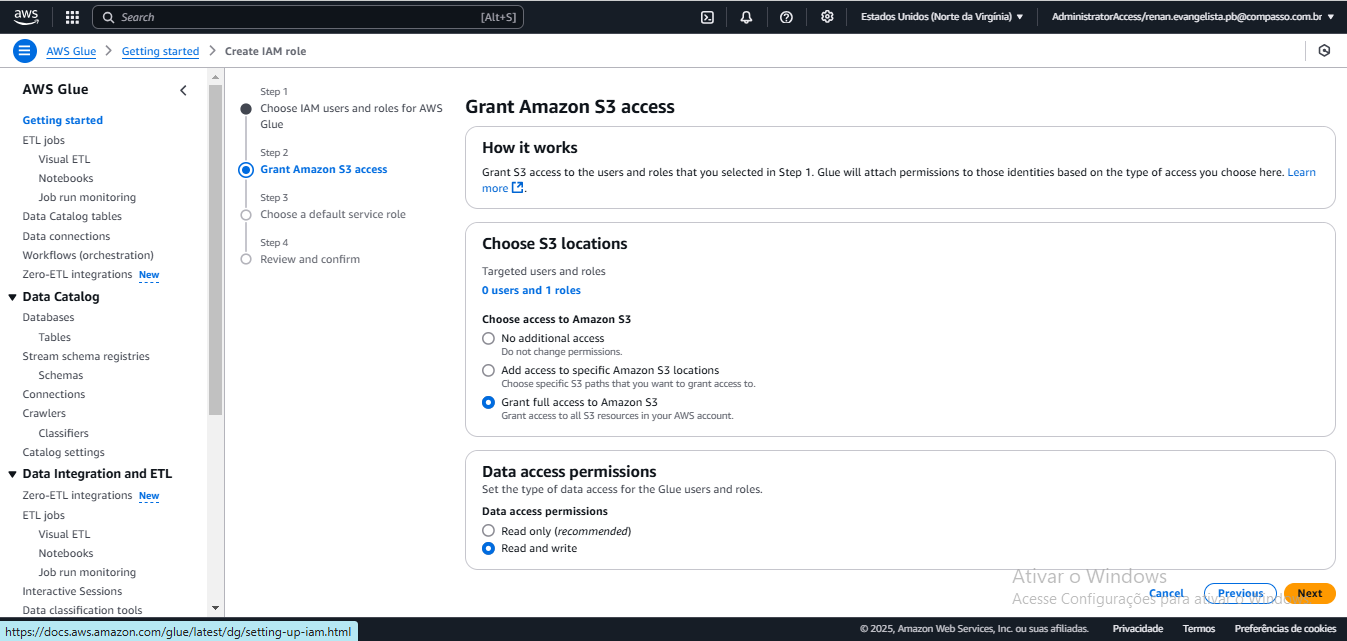 aws
Search [Alt+S]
Estados Unidos (Norte da Virgínia) ▼
AdministratorAccess/renan.evangelista.pb@compasso.com.br ▼
AWS Glue > Getting started > Create IAM role
AWS Glue
Getting started
ETL jobs
Visual ETL
Notebooks
Job run monitoring
Data Catalog tables
Data connections
Workflows (orchestration)
Zero-ETL integrations New
Data Catalog
Databases
Tables
Stream schema registries
Schemas
Connections
Crawlers
Classifiers
Catalog settings
Data Integration and ETL
Zero-ETL integrations New
ETL jobs
Visual ETL
Notebooks
Job run monitoring
Interactive Sessions
Data classification tools
Step 1
Choose IAM users and roles for AWS
Glue
Step 2
Grant Amazon S3 access
Step 3
Choose a default service role
Step 4
Review and confirm
Grant Amazon S3 access
How it works
Grant S3 access to the users and roles that you selected in Step 1. Glue will attach permissions to those identities based on the type of access you choose here. Learn
more .
Choose S3 locations
Targeted users and roles
0 users and 1 roles
Choose access to Amazon S3
No additional access
Do not change permissions.
Add access to specific Amazon S3 locations
Choose specific S3 paths that you want to grant access to.
Grant full access to Amazon S3
Grant access to all S3 resources in your AWS account.
Data access permissions
Set the type of data access for the Glue users and roles.
Data access permissions
Read only (recommended)
Read and write
Ativar o Windows
Acesse Configurações para ativar o Windows.
Cancel
Previous
Next
https://docs.aws.amazon.com/glue/latest/dg/setting-up-iam.html
© 2025, Amazon Web Services, Inc. ou suas afiliadas. Privacidade Termos Preferências de cookies